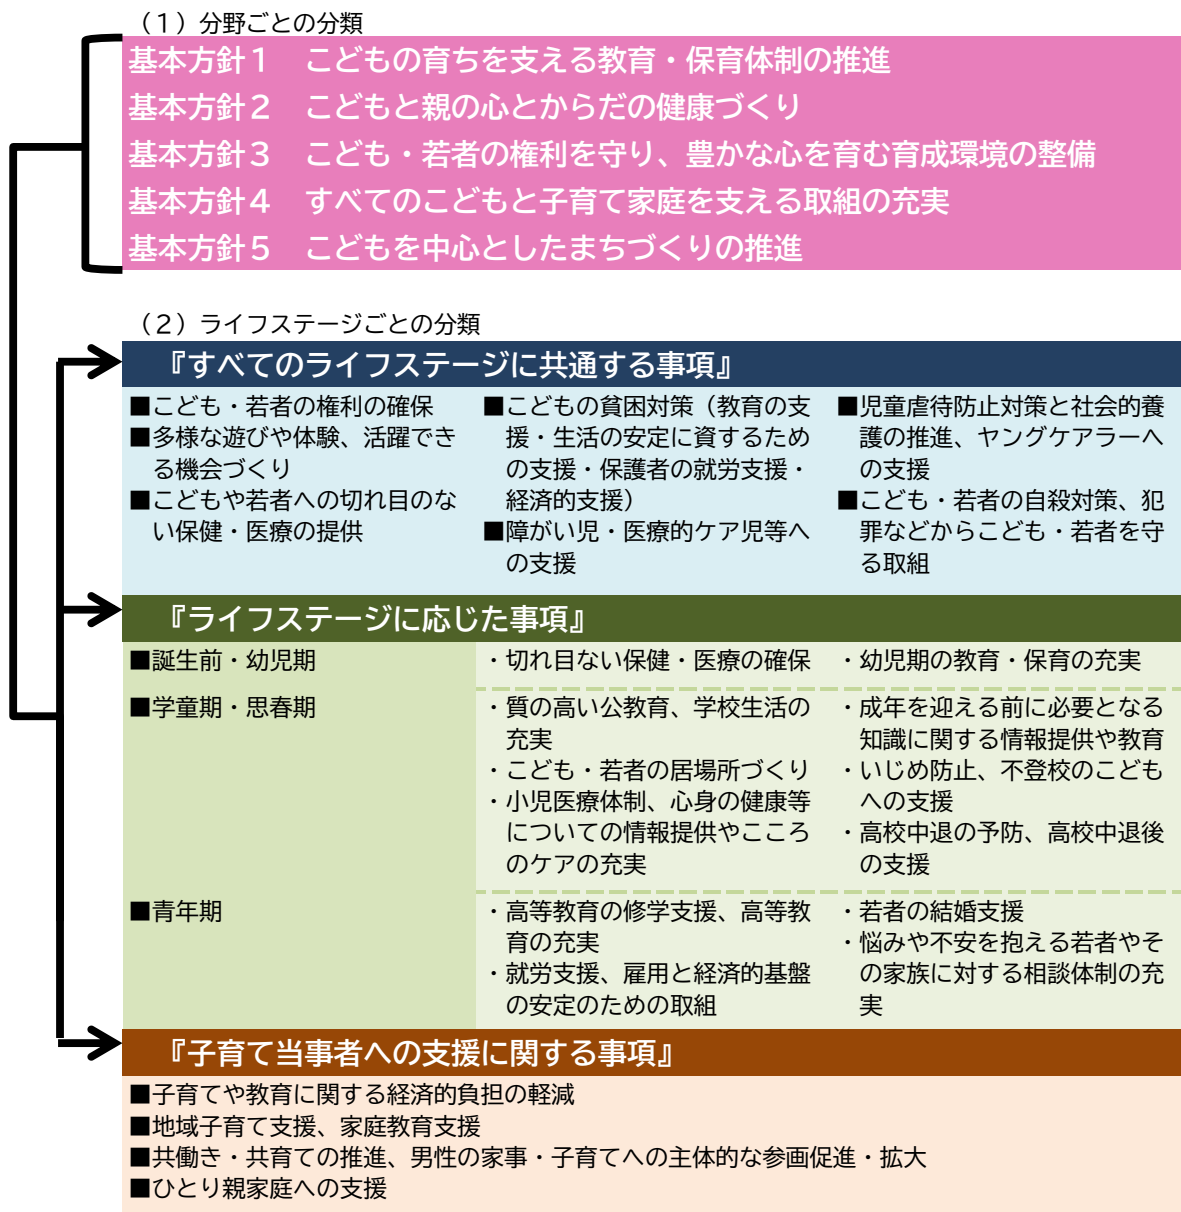 （１）分野ごとの分類
基本方針１　こどもの育ちを支える教育・保育体制の推進
基本方針２　こどもと親の心とからだの健康づくり
基本方針３　こども・若者の権利を守り、豊かな心を育む育成環境の整備
基本方針４　すべてのこどもと子育て家庭を支える取組の充実
基本方針５　こどもを中心としたまちづくりの推進
（２）ライフステージごとの分類
『すべてのライフステージに共通する事項』
■こども・若者の権利の確保
■多様な遊びや体験、活躍でき
る機会づくり
■こどもや若者への切れ目のな
い保健・医療の提供
■こどもの貧困対策（教育の支
援・生活の安定に資するため
の支援・保護者の就労支援・
経済的支援）
■障がい児・医療的ケア児等へ
の支援
■児童虐待防止対策と社会的養
護の推進、ヤングケアラーへ
の支援
■こども・若者の自殺対策、犯
罪などからこども・若者を守
る取組
『ライフステージに応じた事項』
■誕生前・幼児期
・切れ目ない保健・医療の確保
・幼児期の教育・保育の充実
■学童期・思春期
・質の高い公教育、学校生活の
充実
・こども・若者の居場所づくり
・小児医療体制、心身の健康等
についての情報提供やこころ
のケアの充実
・成年を迎える前に必要となる
知識に関する情報提供や教育
・いじめ防止、不登校のこども
への支援
・高校中退の予防、高校中退後
の支援
■青年期
・高等教育の修学支援、高等教
育の充実
・就労支援、雇用と経済的基盤
の安定のための取組
・若者の結婚支援
・悩みや不安を抱える若者やそ
の家族に対する相談体制の充
実
『子育て当事者への支援に関する事項』
■子育てや教育に関する経済的負担の軽減
■地域子育て支援、家庭教育支援
■共働き・共育ての推進、男性の家事・子育てへの主体的な参画促進・拡大
■ひとり親家庭への支援